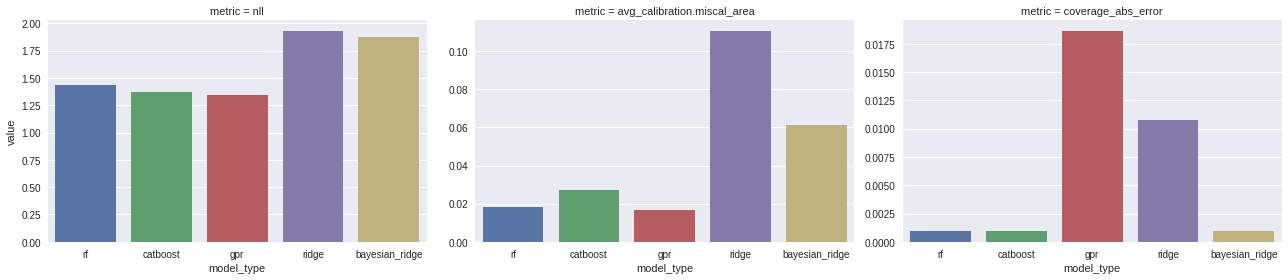 metric = nll
2.00
1.75
1.50
1.25
1.00
0.75
0.50
0.25
0.00
value
rf catboost gpr ridge bayesian_ridge
model_type
metric = avg_calibration.miscal_area
0.10
0.08
0.06
0.04
0.02
0.00
rf catboost gpr ridge bayesian_ridge
model_type
metric = coverage_abs_error
0.0175
0.0150
0.0125
0.0100
0.0075
0.0050
0.0025
0.0000
rf catboost gpr ridge bayesian_ridge
model_type